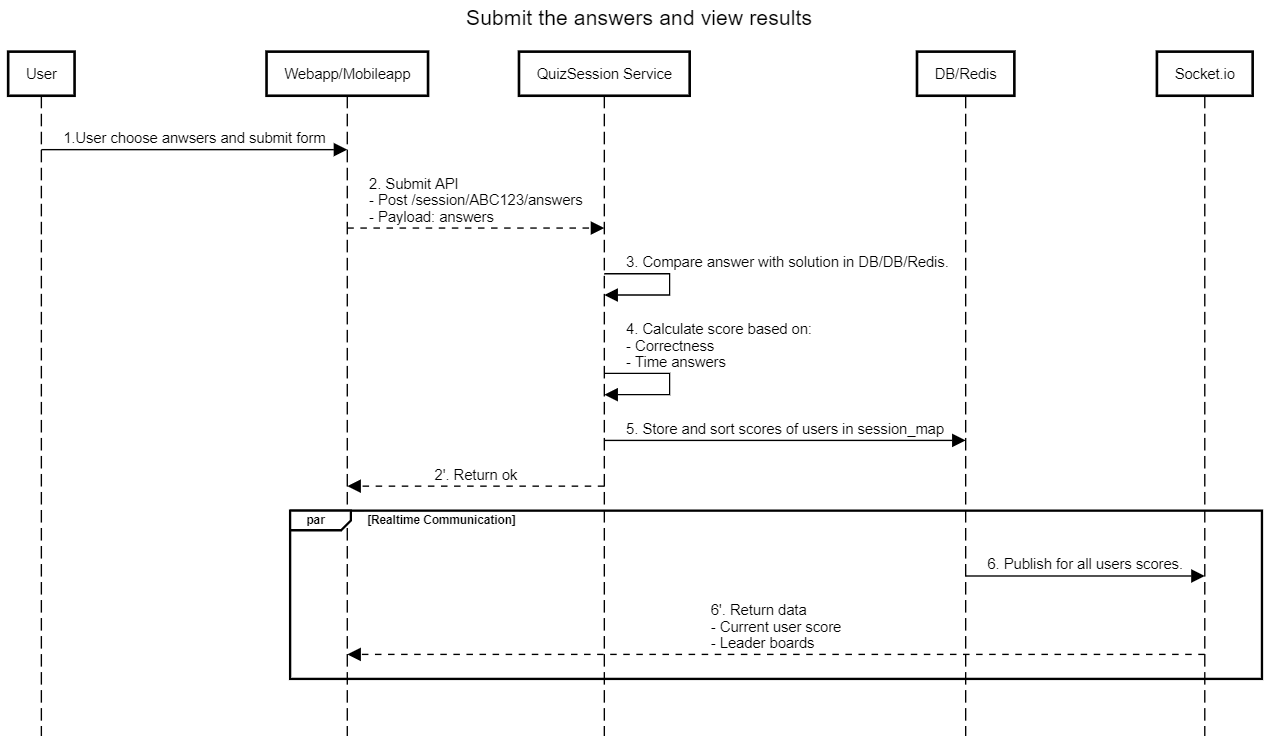 Submit the answers and view results
User
Webapp/Mobileapp
QuizSession Service
DB/Redis
Socket.io
1.User choose anwsers and submit form
2. Submit API
- Post /session/ABC123/answers
- Payload: answers
3. Compare answer with solution in DB/DB/Redis.
4. Calculate score based on:
- Correctness
- Time answers
5. Store and sort scores of users in session_map
2'. Return ok
par
[Realtime Communication]
6. Publish for all users scores.
6'. Return data
- Current user score
- Leader boards